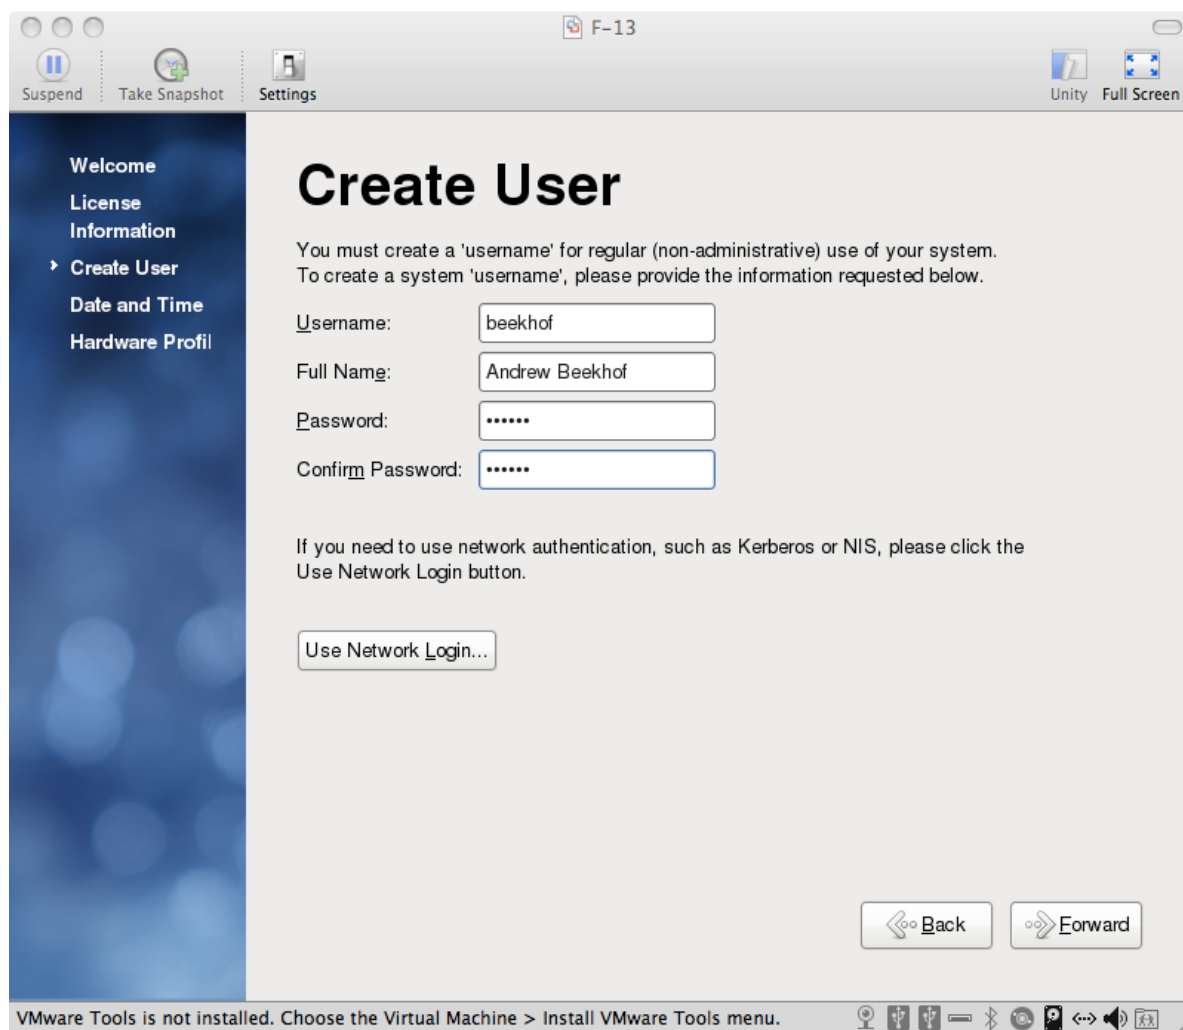 F-13
Suspend
Take Snapshot
Settings
Unity
Full Screen
Welcome
License
Information
Create User
Date and Time
Hardware Profil
Create User
You must create a 'username' for regular (non-administrative) use of your system.
To create a system 'username', please provide the information requested below.
Username:
beekhof
Full Name:
Andrew Beekhof
Password:
••••••
Confirm Password:
••••••
If you need to use network authentication, such as Kerberos or NIS, please click the
Use Network Login button.
Use Network Login...
Back
Forward
VMware Tools is not installed. Choose the Virtual Machine > Install VMware Tools menu.